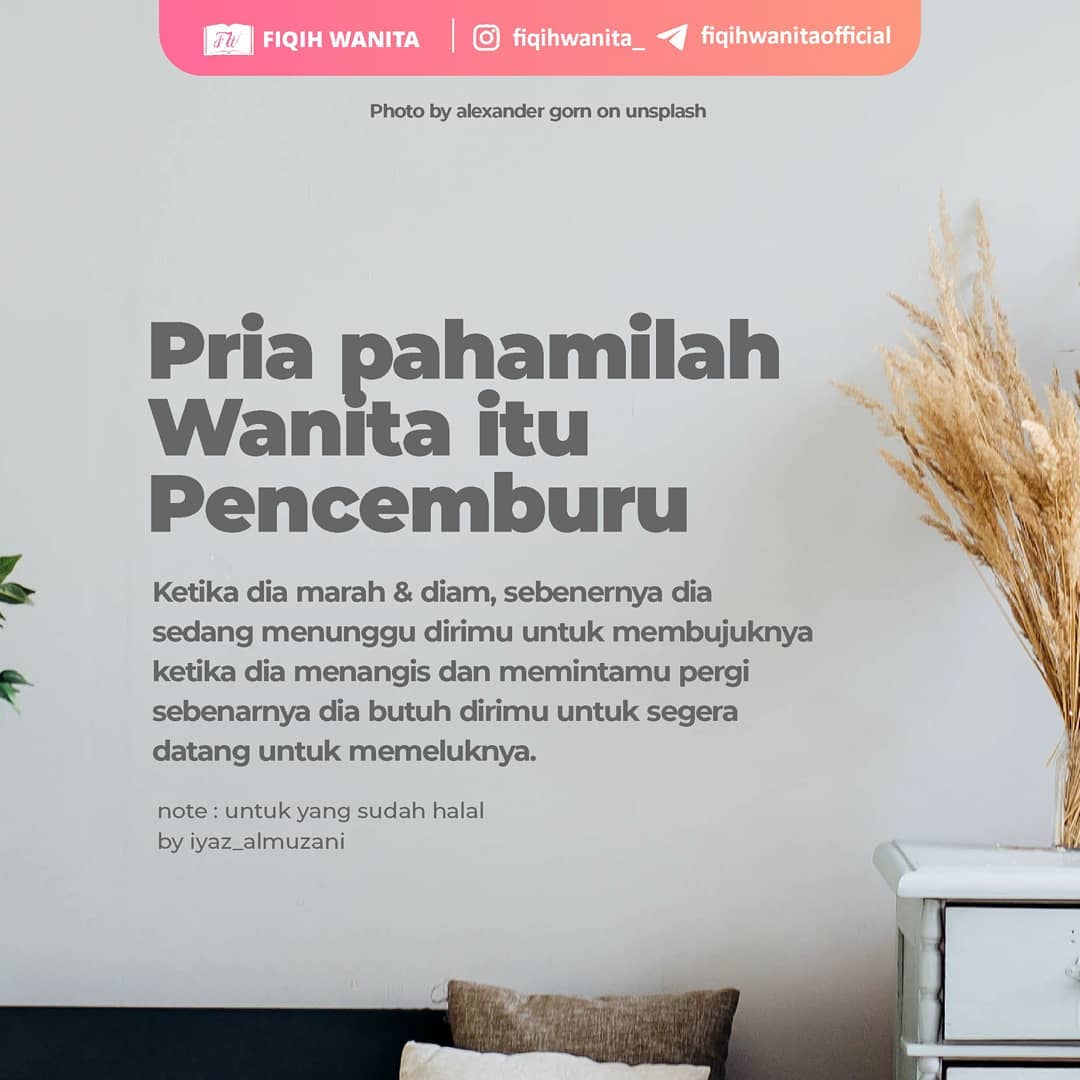 FW FIQIH WANITA fiqihwanita_ fiqihwanitaofficial
Photo by alexander gorn on unsplash
Pria pahamilah
Wanita itu
Pencemburu
Ketika dia marah & diam, sebenernya dia
sedang menunggu dirimu untuk membujuknya
ketika dia menangis dan memintamu pergi
sebenarnya dia butuh dirimu untuk segera
datang untuk memeluknya.
note : untuk yang sudah halal
by iyaz_almuzani